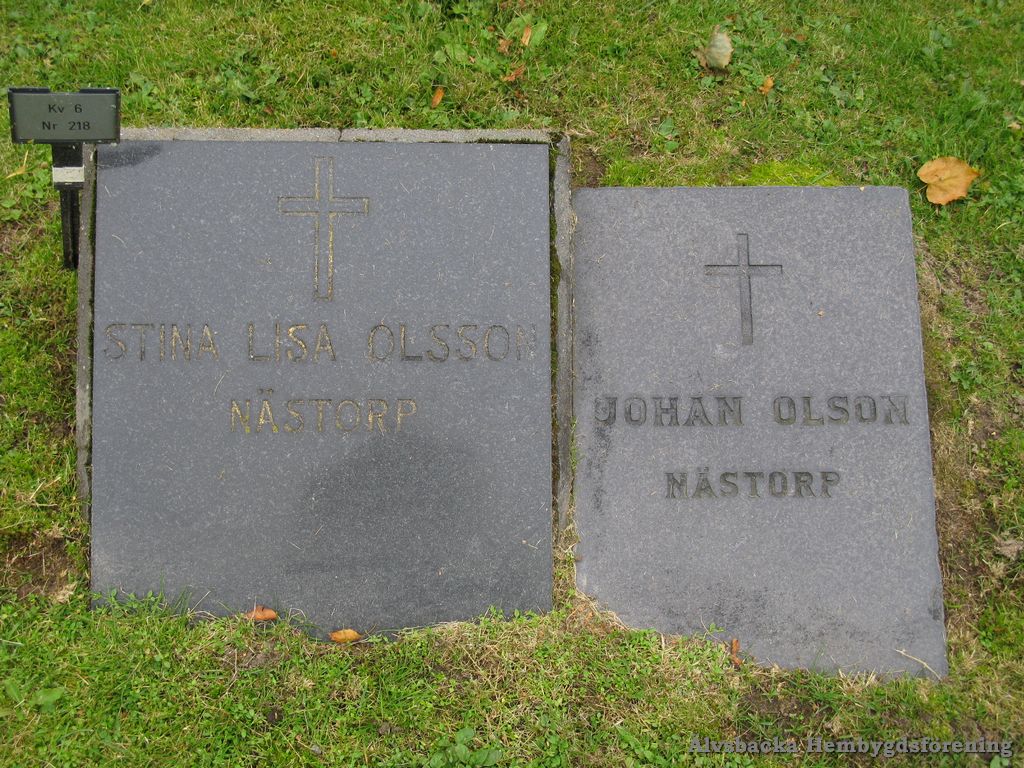 Kv 6
Nr 218
STINA LISA OLSSON
NÄSTORP
JOHAN OLSON
NÄSTORP
Alvsbacka Hembygdsforening